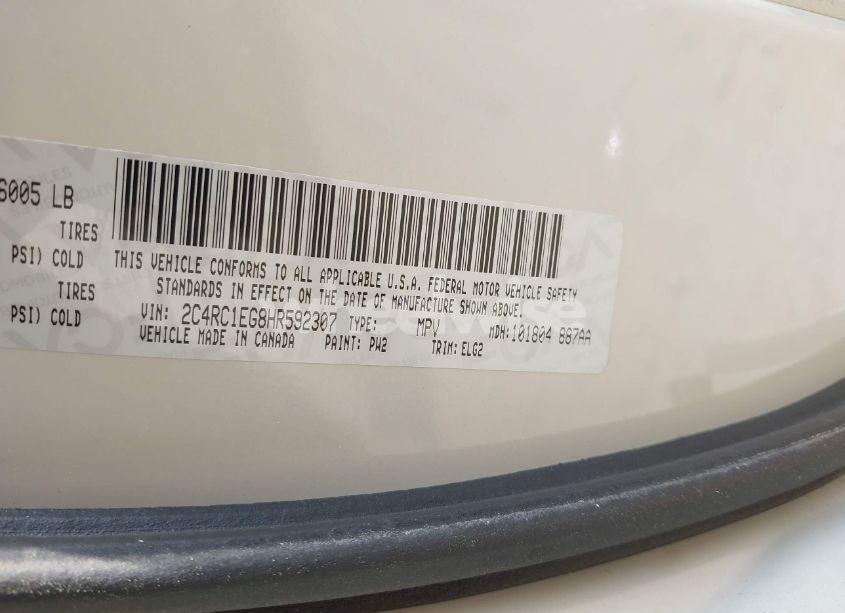 6005 LB
TIRES
PSI) COLD
TIRES
PSI) COLD
THIS VEHICLE CONFORMS TO ALL APPLICABLE U.S.A. FEDERAL MOTOR VEHICLE SAFETY
STANDARDS IN EFFECT ON THE DATE OF MANUFACTURE SHOWN ABOVE.
VIN: 2C4RC1EG8HR592307 TYPE: MPV MDH:101804 887AA
VEHICLE MADE IN CANADA PAINT: PW2 TRIM:ELG2